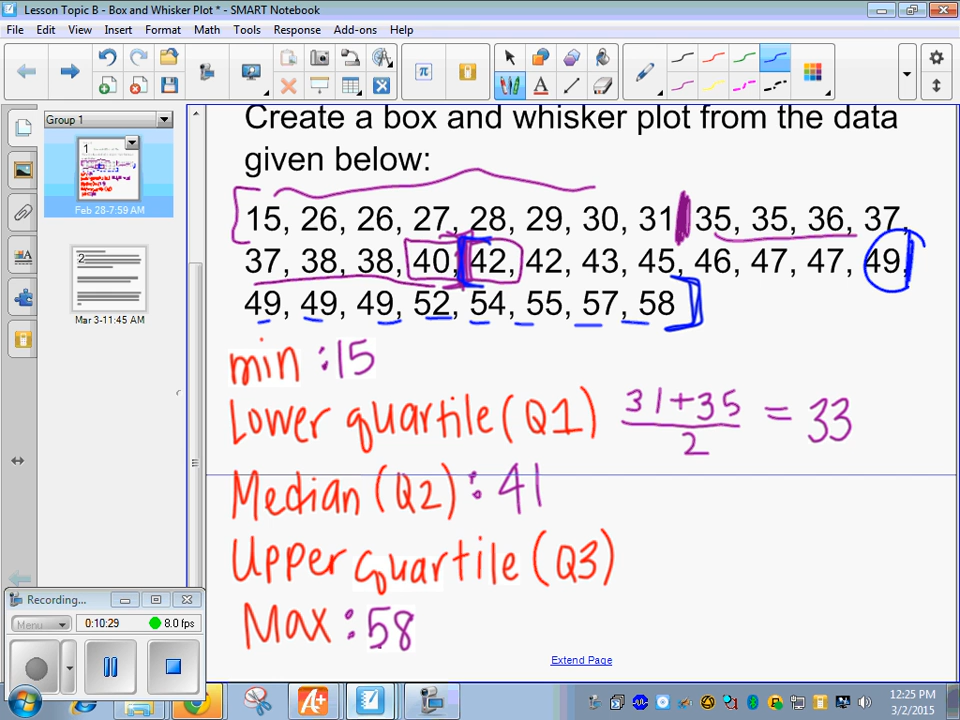 Lesson Topic B - Box and Whisker Plot * - SMART Notebook
File Edit View Insert Format Math Tools Response Add-ons Help
Group 1
1
Feb 28-7:59 AM
2
Mar 3-11:45 AM
Create a box and whisker plot from the data
given below:
15, 26, 26, 27, 28, 29, 30, 31 35, 35, 36, 37,
37, 38, 38, 40, 42, 42, 43, 45, 46, 47, 47, 49,
49, 49, 49, 52, 54, 55, 57, 58
min :15
Lower quartile (Q1) 31+35
2
= 33
Median (Q2) : 41
Upper quartile (Q3)
Max : 58
Extend Page
Recording...
Menu 0:10:29 8.0 fps
A+
12:25 PM
3/2/2015